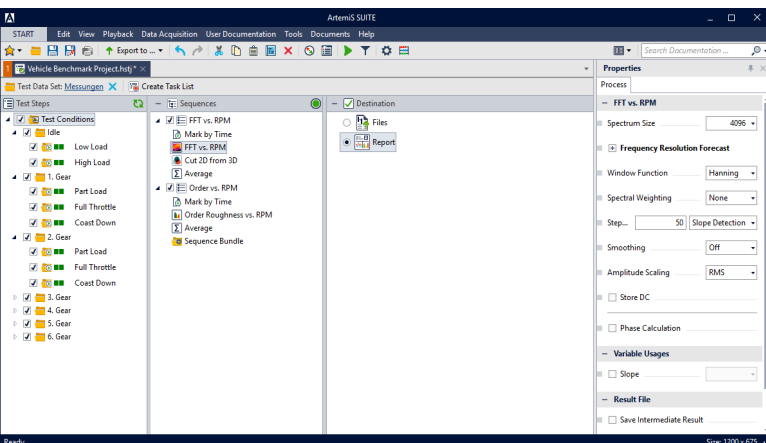 ArtemiS SUITE
START Edit View Playback Data Acquisition User Documentation Tools Documents Help
Export to ...
Search Documentation ...
1 Vehicle Benchmark Project.hstj*
Test Data Set: Messungen Create Task List
Test Steps
Test Conditions
Idle
Low Load
High Load
1. Gear
Part Load
Full Throttle
Coast Down
2. Gear
Part Load
Full Throttle
Coast Down
3. Gear
4. Gear
5. Gear
6. Gear
Sequences
FFT vs. RPM
Mark by Time
FFT vs. RPM
Cut 2D from 3D
Average
Order vs. RPM
Mark by Time
Order Roughness vs. RPM
Average
Sequence Bundle
Destination
Files
Report
Properties
Process
FFT vs. RPM
Spectrum Size 4096
Frequency Resolution Forecast
Window Function Hanning
Spectral Weighting None
Step... 50 Slope Detection
Smoothing Off
Amplitude Scaling RMS
Store DC
Phase Calculation
Variable Usages
Slope
Result File
Save Intermediate Result
Ready
Size: 1200 x 675